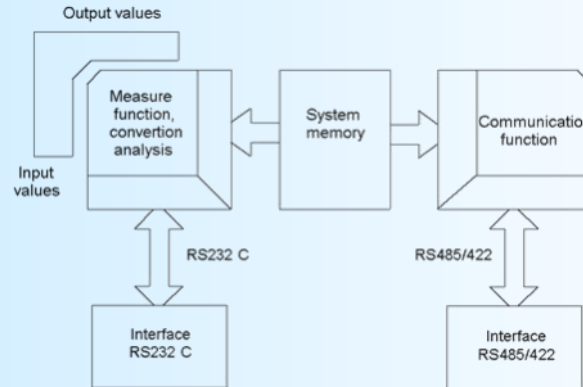 Output values
Measure
function,
convertion
analysis
System
memory
Communicatio
function
Input
values
RS232 C
RS485/422
Interface
RS232 C
Interface
RS485/422